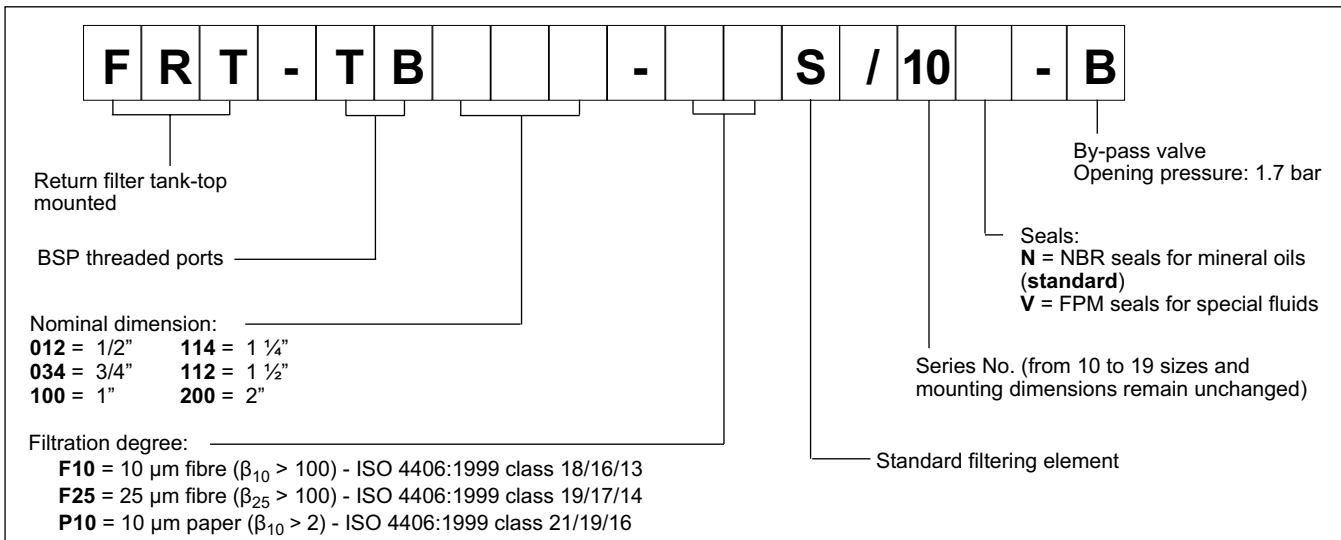 F R T - T B - S / 10 - B
Return filter tank-top
mounted
BSP threaded ports
Nominal dimension:
012 = 1/2” 114 = 1 ¼”
034 = 3/4” 112 = 1 ½”
100 = 1” 200 = 2”
Filtration degree:
F10 = 10 µm fibre (β10 > 100) - ISO 4406:1999 class 18/16/13
F25 = 25 µm fibre (β25 > 100) - ISO 4406:1999 class 19/17/14
P10 = 10 µm paper (β10 > 2) - ISO 4406:1999 class 21/19/16
By-pass valve
Opening pressure: 1.7 bar
Seals:
N = NBR seals for mineral oils
(standard)
V = FPM seals for special fluids
Series No. (from 10 to 19 sizes and
mounting dimensions remain unchanged)
Standard filtering element